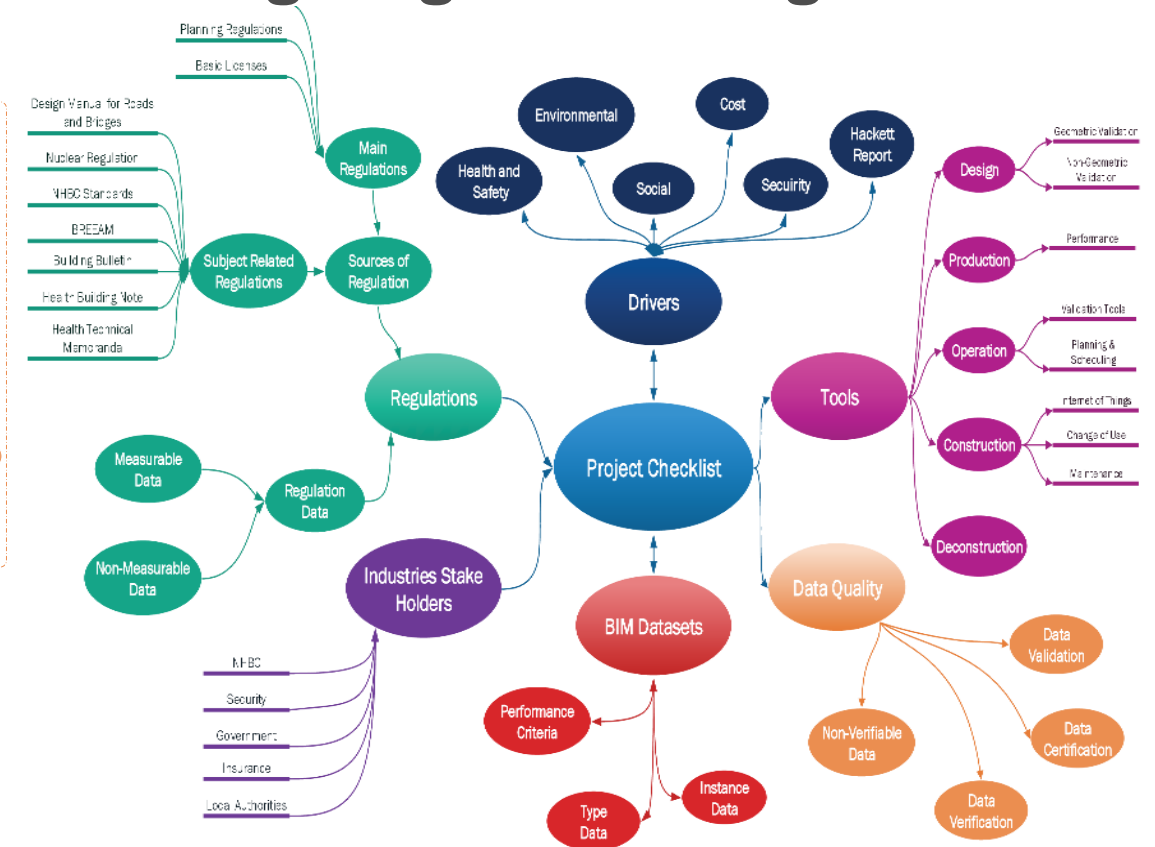 Planning Regulations
Basic Licenses
Design Manual for Roads
and Bridges
Nuclear Regulation
NHBC Standards
BREEAM
Building Bulletin
Health Building Note
Health Technical
Memoranda
Main
Regulations
Subject Related
Regulations
Sources of
Regulation
Regulations
Measurable
Data
Non-Measurable
Data
Regulation
Data
Environmental
Cost
Hackett
Report
Health and
Safety
Social
Secuirity
Drivers
Project Checklist
Tools
Design
Geometric Validation
Non-Geometric
Validation
Production
Performance
Operation
Validation Tools
Planning &
Scheduling
Construction
Internet of Things
Change of Use
Maintenance
Deconstruction
Industries Stake
Holders
NHBC
Security
Government
Insurance
Local Authorities
BIM Datasets
Performance
Criteria
Type
Data
Instance
Data
Data Quality
Data
Validation
Non-Verifiable
Data
Data
Certification
Data
Verification